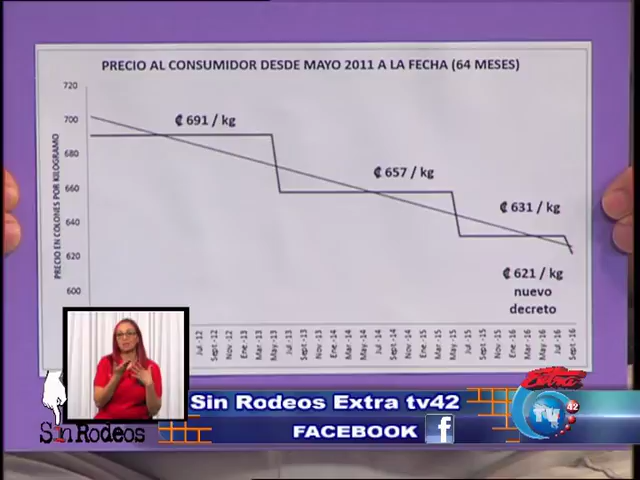 PRECIO AL CONSUMIDOR DESDE MAYO 2011 A LA FECHA (64 MESES)
PRECIO EN COLONES POR KILOGRAMO
720
700
680
660
640
620
600
₡ 691 / kg
₡ 657 / kg
₡ 631 / kg
₡ 621 / kg
nuevo
decreto
Jul.-12
Sept.-12
Nov.-12
Ene.-13
Mar.-13
May.-13
Jul.-13
Sept.-13
Nov.-13
Ene.-14
Mar.-14
May.-14
Jul.-14
Sept.-14
Nov.-14
Ene.-15
Mar.-15
May.-15
Jul.-15
Sept.-15
Nov.-15
Ene.-16
Mar.-16
May.-16
Jul.-16
Sept.-16
Sin Rodeos
Sin Rodeos Extra tv42
FACEBOOK f
Extra
TV 42